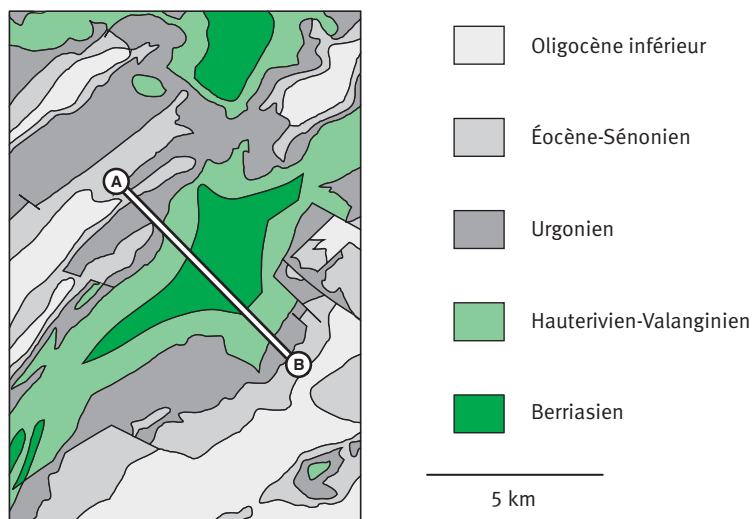 A
B
Oligocène inférieur
Éocène-Sénonien
Urgonien
Hauterivien-Valanginien
Berriasien
5 km